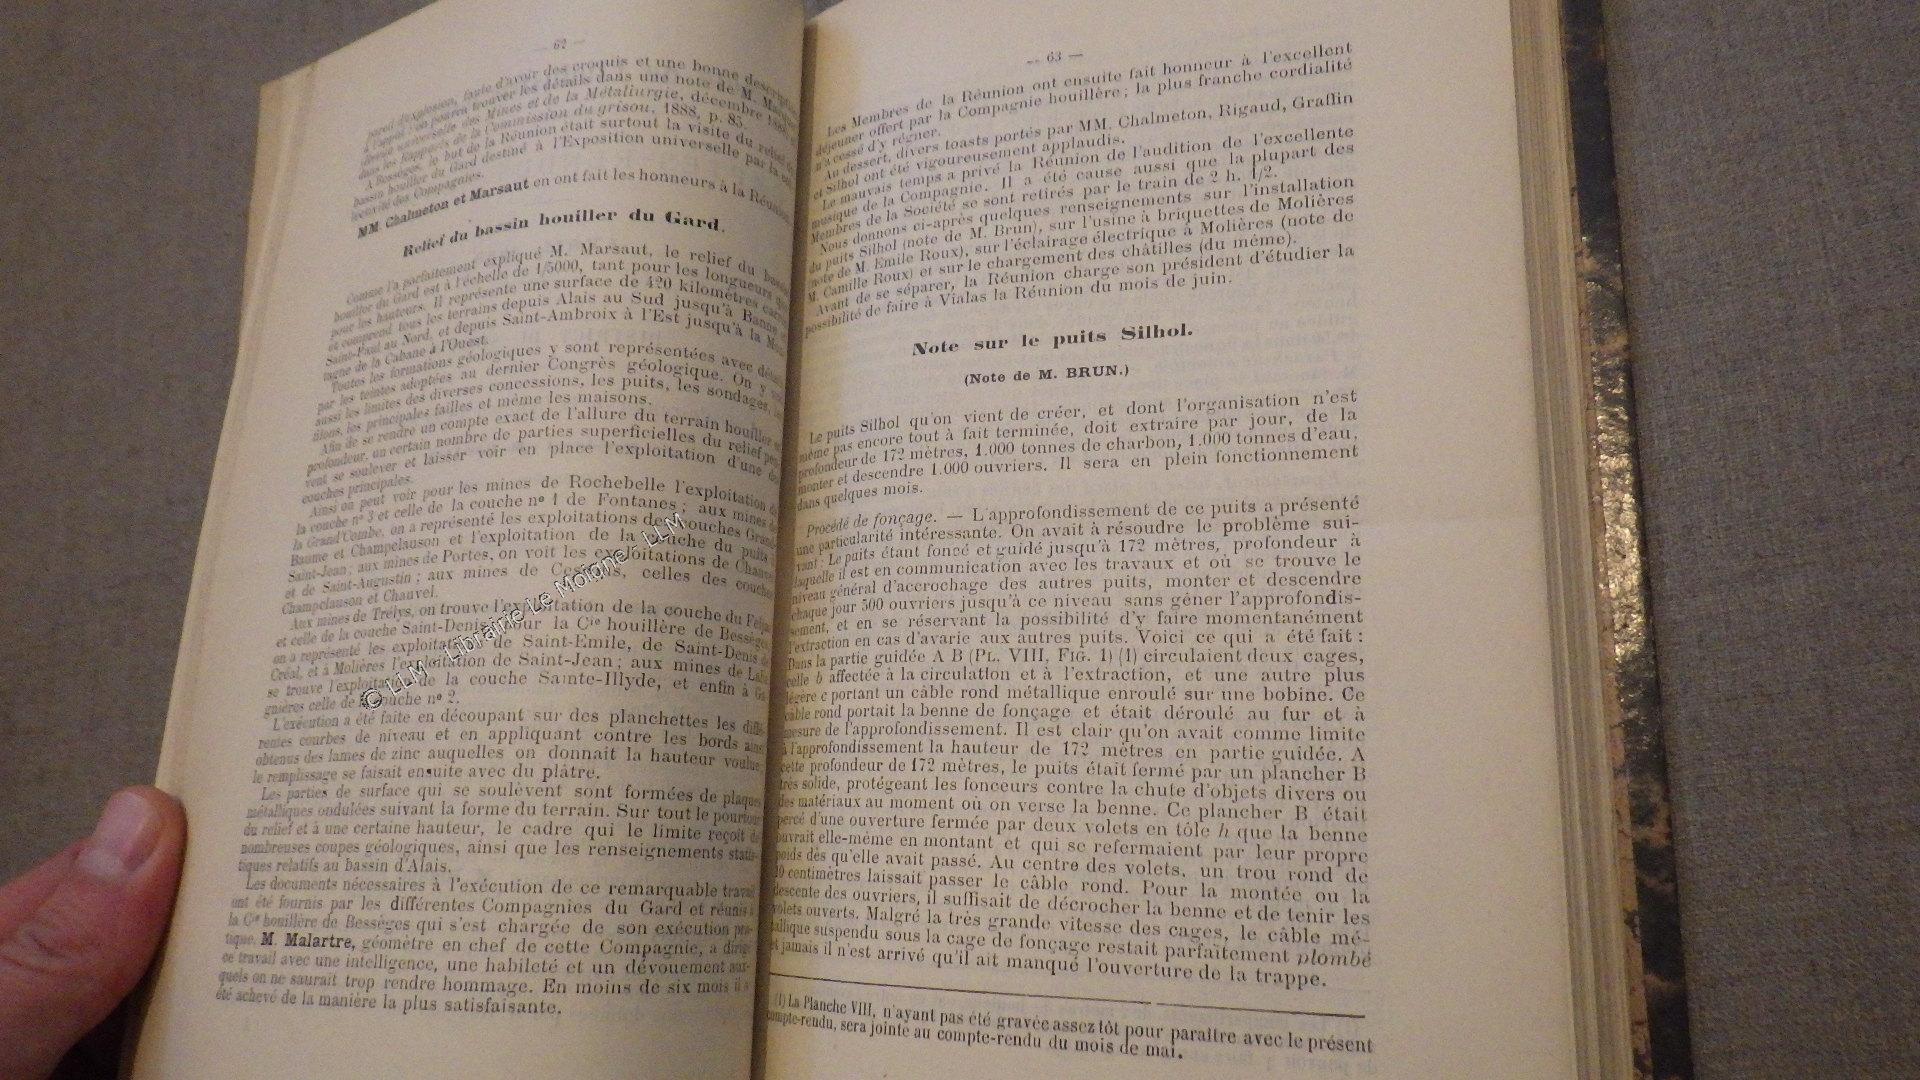 — 62 —
pareil d'explosion, faute d'avoir des croquis et une bonne
à l'appui; on pourra trouver les détails dans une note de M.
universelle des Mines et de la Métallurgie, décembre
dans les Rapports de la Commission du grisou, 1888, p. 85.
A Bessèges, le but de la Réunion était surtout la visite du relief
bassin houiller du Gard destiné à l'Exposition universelle par la
lectivité des Compagnies.
MM. Chalmeton et Marsaut en ont fait les honneurs à la Réunion.
Relief du bassin houiller du Gard.
Comme l'a parfaitement expliqué M. Marsaut, le relief du
houiller du Gard est à l'échelle de 1/5000, tant pour les longueurs
pour les hauteurs. Il représente une surface de 420 kilomètres
et comprend tous les terrains depuis Alais au Sud jusqu'à Banne
Saint-Paul au Nord, et depuis Saint-Ambroix à l'Est jusqu'à la
tagne de la Cabane à l'Ouest.
Toutes les formations géologiques y sont représentées avec
par les teintes adoptées au dernier Congrès géologique. On y
aussi les limites des diverses concessions, les puits, les sondages,
filons, les principales failles et même les maisons.
Afin de se rendre un compte exact de l'allure du terrain houiller
profondeur, un certain nombre de parties superficielles du relief
vent se soulever et laisser voir en place l'exploitation d'une
couches principales.
Ainsi on peut voir pour les mines de Rochebelle l'exploitation
la couche n° 3 et celle de la couche n° 1 de Fontanes; aux mines
la Grand'Combe, on a représenté les exploitations des couches
Baume et Champclauson et l'exploitation de la couche du puits
Saint-Jean; aux mines de Portes, on voit les exploitations de
et de Saint-Augustin; aux mines de Cessous, celles des
Champclauson et Chauvel.
Aux mines de Trélys, on trouve l'exploitation de la couche du
et celle de la couche Saint-Denis; pour la Cie houillère de Bessèges,
on a représenté les exploitations de Saint-Emile, de Saint-Denis
Créal, et à Molières l'exploitation de Saint-Jean; aux mines de
se trouve l'exploitation de la couche Sainte-Illyde, et enfin à
gnières celle de la couche n° 2.
L'exécution a été faite en découpant sur des planchettes les
rentes courbes de niveau et en appliquant contre les bords ainsi
obtenus des lames de zinc auquelles on donnait la hauteur voulue;
le remplissage se faisait ensuite avec du plâtre.
Les parties de surface qui se soulèvent sont formées de plaques
métalliques ondulées suivant la forme du terrain. Sur tout le pourtour
du relief et à une certaine hauteur, le cadre qui le limite reçoit de
nombreuses coupes géologiques, ainsi que les renseignements statis-
tiques relatifs au bassin d'Alais.
Les documents nécessaires à l'exécution de ce remarquable travail
ont été fournis par les différentes Compagnies du Gard et réunis à
la Cie houillère de Bessèges qui s'est chargée de son exécution
tique. M. Malartre, géomètre en chef de cette Compagnie, a dirigé
ce travail avec une intelligence, une habileté et un dévouement aux-
quels on ne saurait trop rendre hommage. En moins de six mois il a
été achevé de la manière la plus satisfaisante.
© LLM - Librairie Le Moigne / LLM
— 63 —
Les Membres de la Réunion ont ensuite fait honneur à l'excellent
déjeuner offert par la Compagnie houillère; la plus franche cordialité
n'a cessé d'y régner.
Au dessert, divers toasts portés par MM. Chalmeton, Rigaud, Graffin
et Silhol ont été vigoureusement applaudis.
Le mauvais temps a privé la Réunion de l'audition de l'excellente
musique de la Compagnie. Il a été cause aussi que la plupart des
Membres de la Société se sont retirés par le train de 2 h. 1/2.
Nous donnons ci-après quelques renseignements sur l'installation
du puits Silhol (note de M. Brun), sur l'usine à briquettes de Molières
(note de M. Emile Roux), sur l'éclairage électrique à Molières (note de
M. Camille Roux) et sur le chargement des châtilles (du même).
Avant de se séparer, la Réunion charge son président d'étudier la
possibilité de faire à Vialas la Réunion du mois de juin.
Note sur le puits Silhol.
(Note de M. BRUN.)
Le puits Silhol qu'on vient de créer, et dont l'organisation n'est
même pas encore tout à fait terminée, doit extraire par jour, de la
profondeur de 172 mètres, 1.000 tonnes de charbon, 1.000 tonnes d'eau,
monter et descendre 1.000 ouvriers. Il sera en plein fonctionnement
dans quelques mois.
Procédé de fonçage. — L'approfondissement de ce puits a présenté
une particularité intéressante. On avait à résoudre le problème sui-
vant: Le puits étant foncé et guidé jusqu'à 172 mètres, profondeur à
laquelle il est en communication avec les travaux et où se trouve le
niveau général d'accrochage des autres puits, monter et descendre
chaque jour 500 ouvriers jusqu'à ce niveau sans gêner l'approfondis-
sement, et en se réservant la possibilité d'y faire momentanément
l'extraction en cas d'avarie aux autres puits. Voici ce qui a été fait:
Dans la partie guidée A B (PL. VIII, FIG. 1) (1) circulaient deux cages,
celle b affectée à la circulation et à l'extraction, et une autre plus
légère c portant un câble rond métallique enroulé sur une bobine. Ce
câble rond portait la benne de fonçage et était déroulé au fur et à
mesure de l'approfondissement. Il est clair qu'on avait comme limite
à l'approfondissement la hauteur de 172 mètres en partie guidée. A
cette profondeur de 172 mètres, le puits était fermé par un plancher B
très solide, protégeant les fonceurs contre la chute d'objets divers ou
des matériaux au moment où on verse la benne. Ce plancher B était
percé d'une ouverture fermée par deux volets en tôle h que la benne
ouvrait elle-même en montant et qui se refermaient par leur propre
poids dès qu'elle avait passé. Au centre des volets, un trou rond de
10 centimètres laissait passer le câble rond. Pour la montée ou la
descente des ouvriers, il suffisait de décrocher la benne et de tenir les
volets ouverts. Malgré la très grande vitesse des cages, le câble mé-
tallique suspendu sous la cage de fonçage restait parfaitement plombé
et jamais il n'est arrivé qu'il ait manqué l'ouverture de la trappe.
(1) La Planche VIII, n'ayant pas été gravée assez tôt pour paraître avec le présent
compte-rendu, sera jointe au compte-rendu du mois de mai.